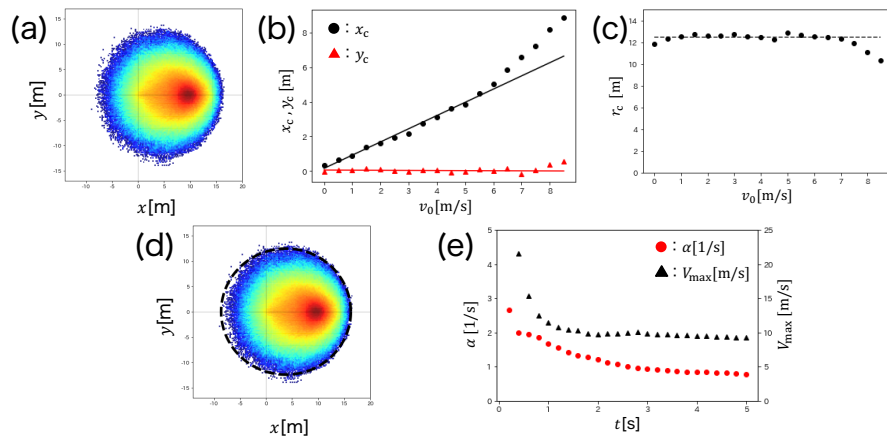 (a)
y[m]
10
5
0
-5
-10
-10
-5
0
5
10
15
20
x[m]
(b)
● : x_c
▲ : y_c
x_c , y_c [m]
8
6
4
2
0
0 1 2 3 4 5 6 7 8
v_0[m/s]
(c)
r_c [m]
16
14
12
10
8
6
4
2
0
0 1 2 3 4 5 6 7 8
v_0[m/s]
(d)
y[m]
10
5
0
-5
-10
-10 -5 0 5 10 15 20
x[m]
(e)
● : α[1/s]
▲ : V_max[m/s]
α [1/s]
5
4
3
2
1
0
0 1 2 3 4 5
t[s]
25
20
15
10
5
0
V_max [m/s]